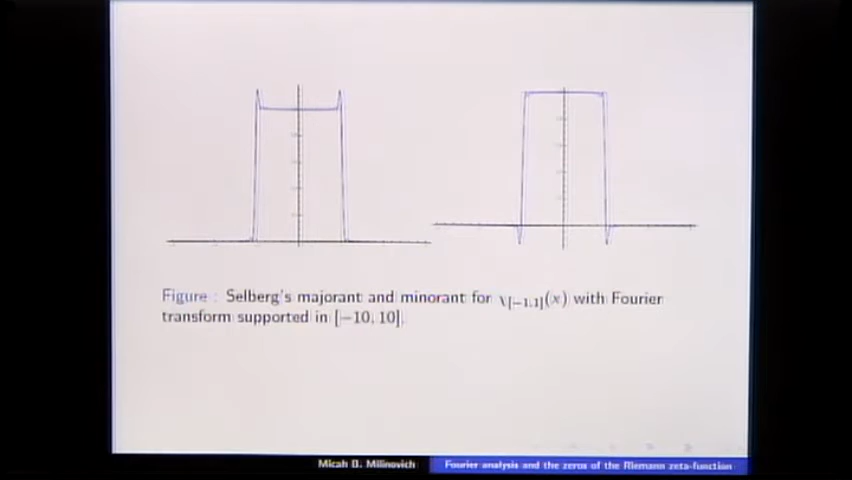 Figure : Selberg's majorant and minorant for χ[−1,1](x) with Fourier
transform supported in [−10, 10].
Micah B. Milinovich
Fourier analysis and the zeros of the Riemann zeta-function